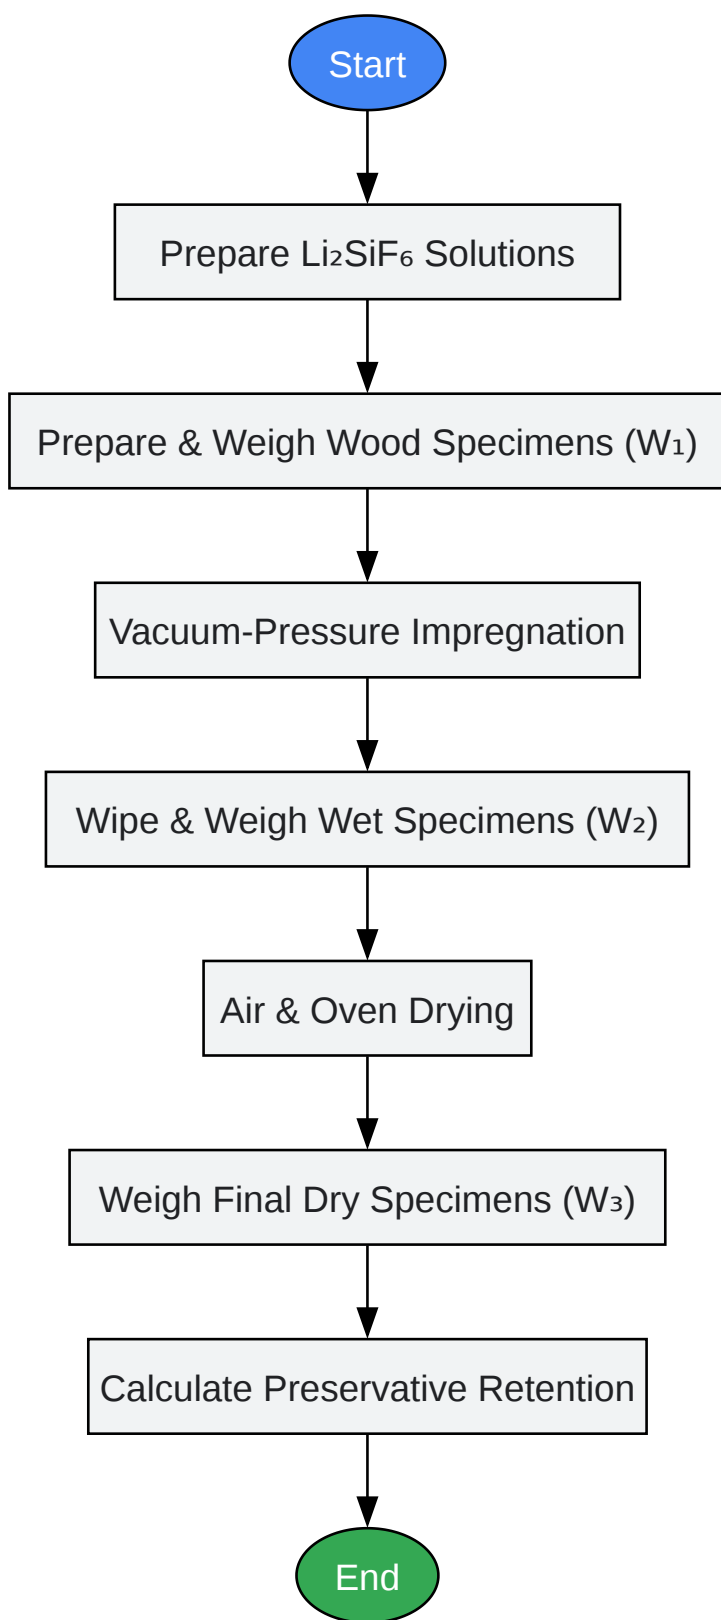 Start
Prepare Li₂SiF₆ Solutions
Prepare & Weigh Wood Specimens (W₁)
Vacuum-Pressure Impregnation
Wipe & Weigh Wet Specimens (W₂)
Air & Oven Drying
Weigh Final Dry Specimens (W₃)
Calculate Preservative Retention
End